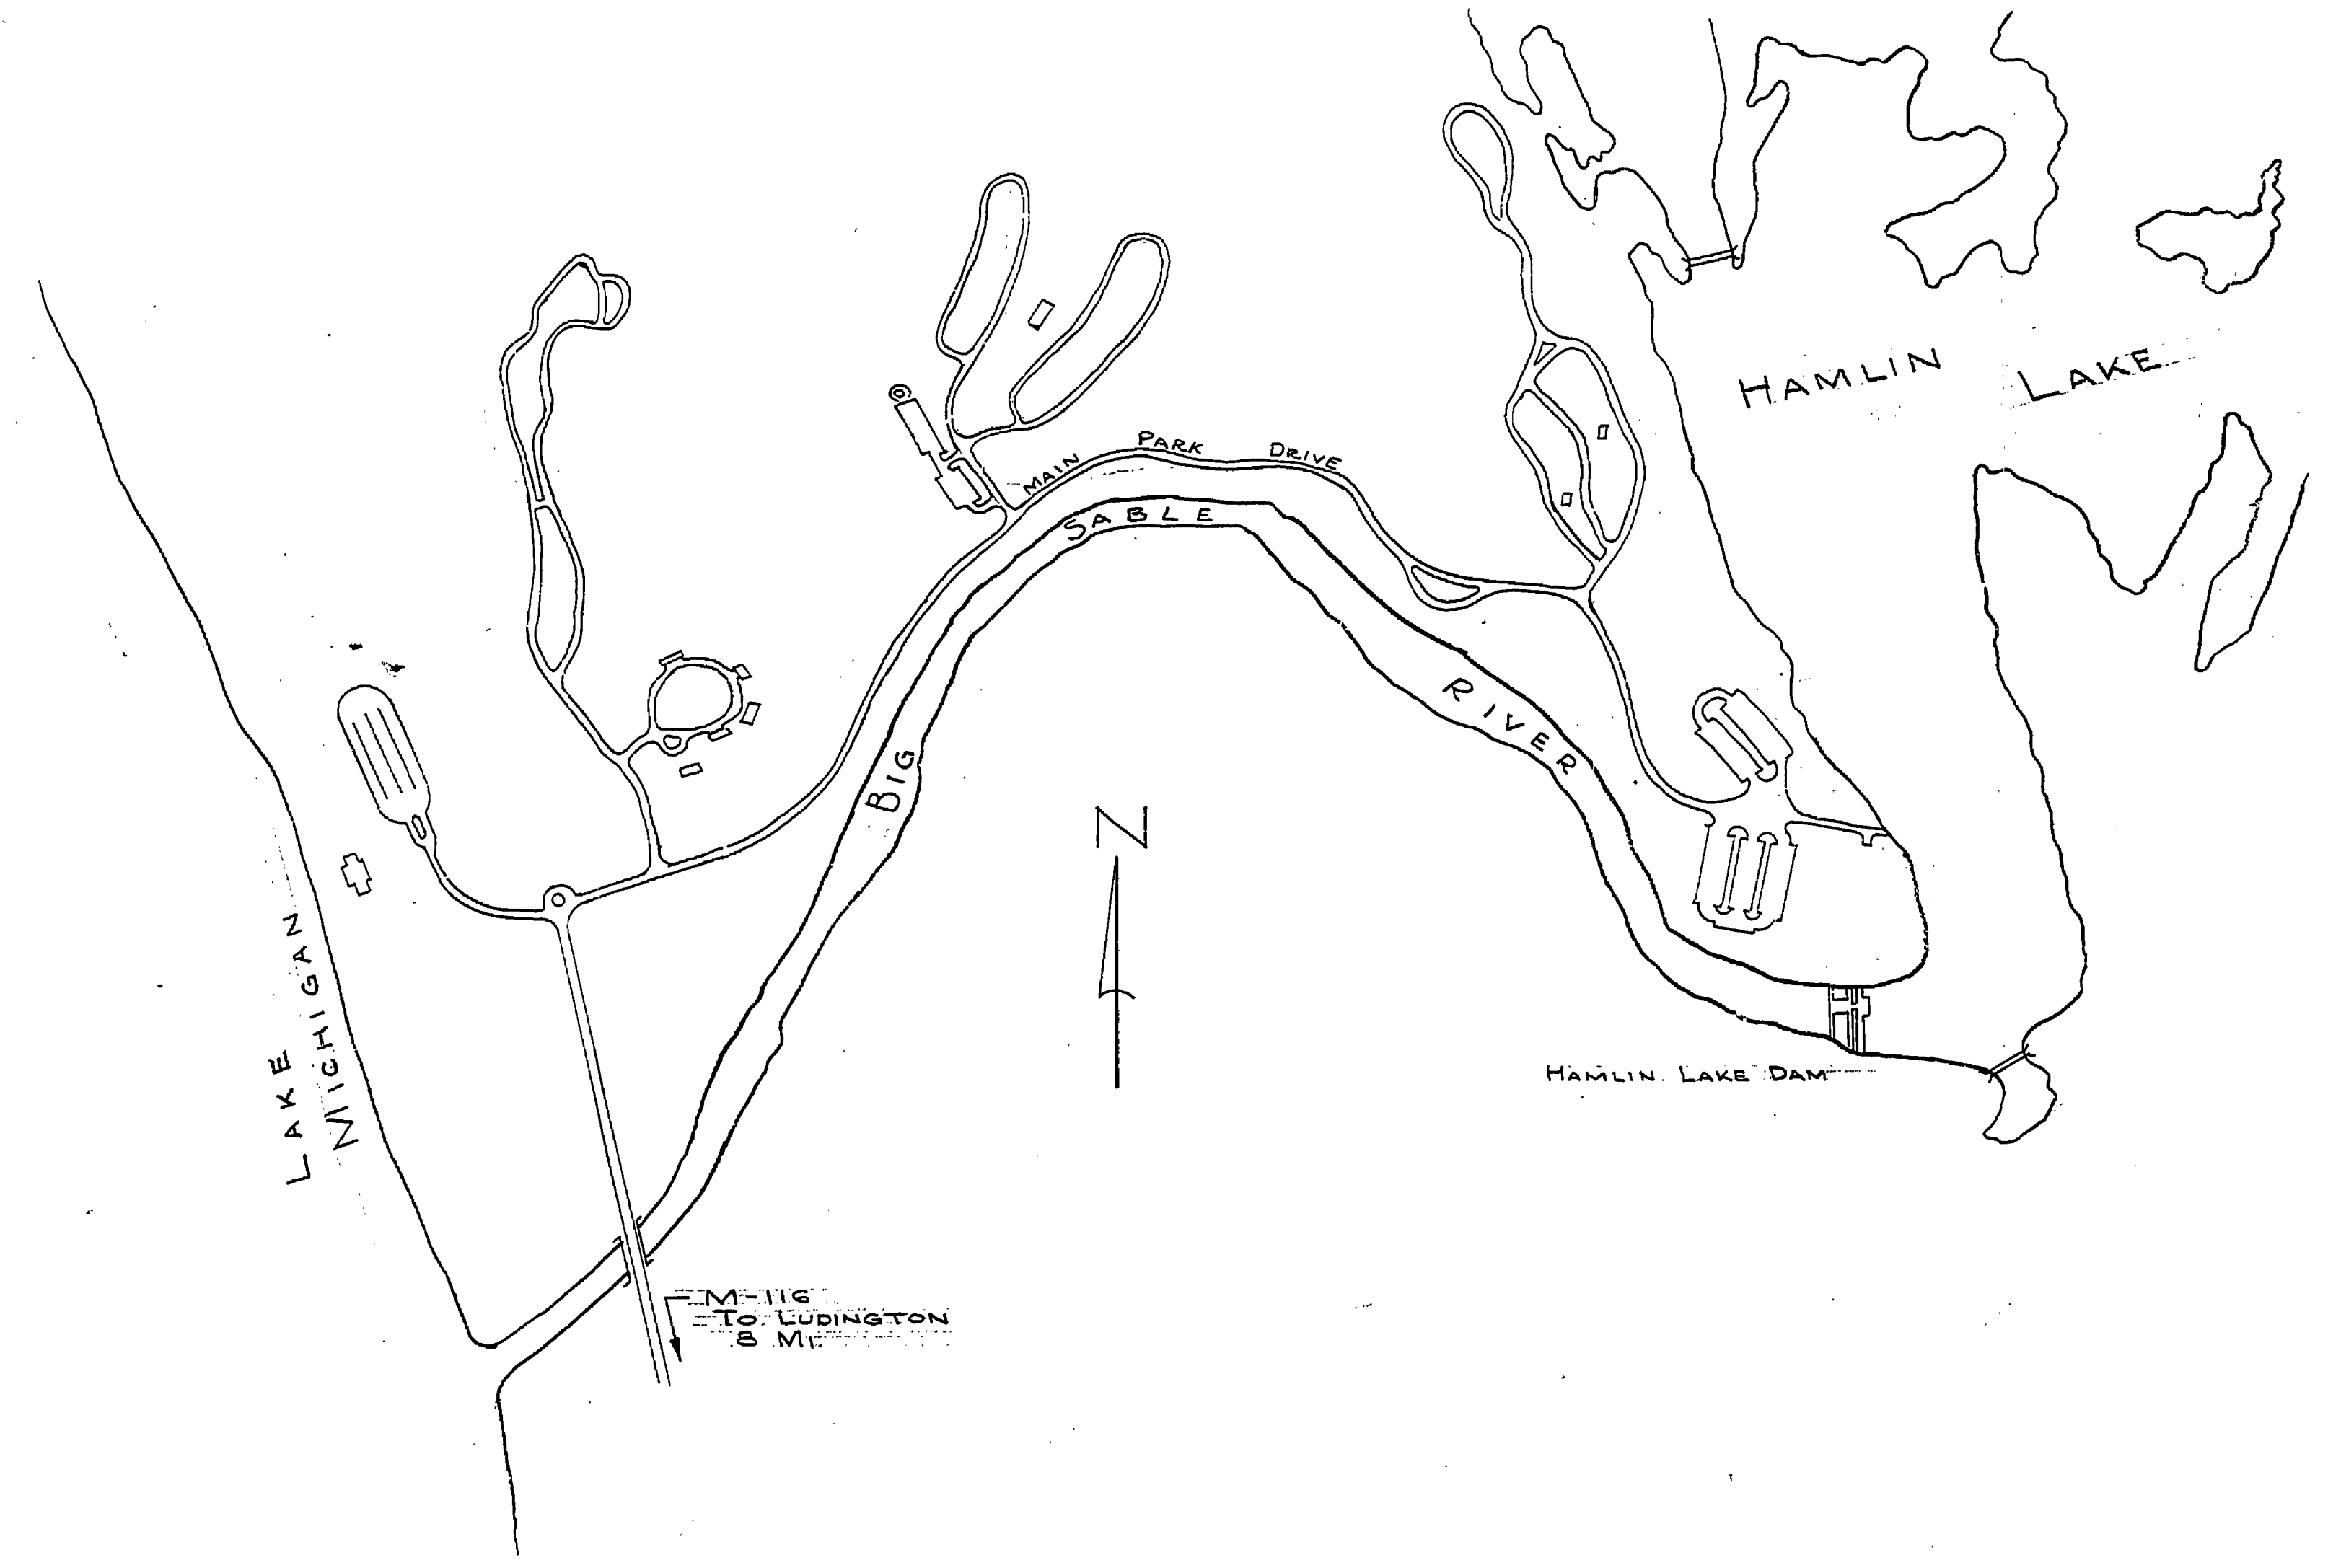 HAMLIN LAKE
MAIN PARK DRIVE
BIG SABLE RIVER
N
LAKE
MICHIGAN
HAMLIN LAKE DAM
M-116
TO LUDINGTON
8 MI.